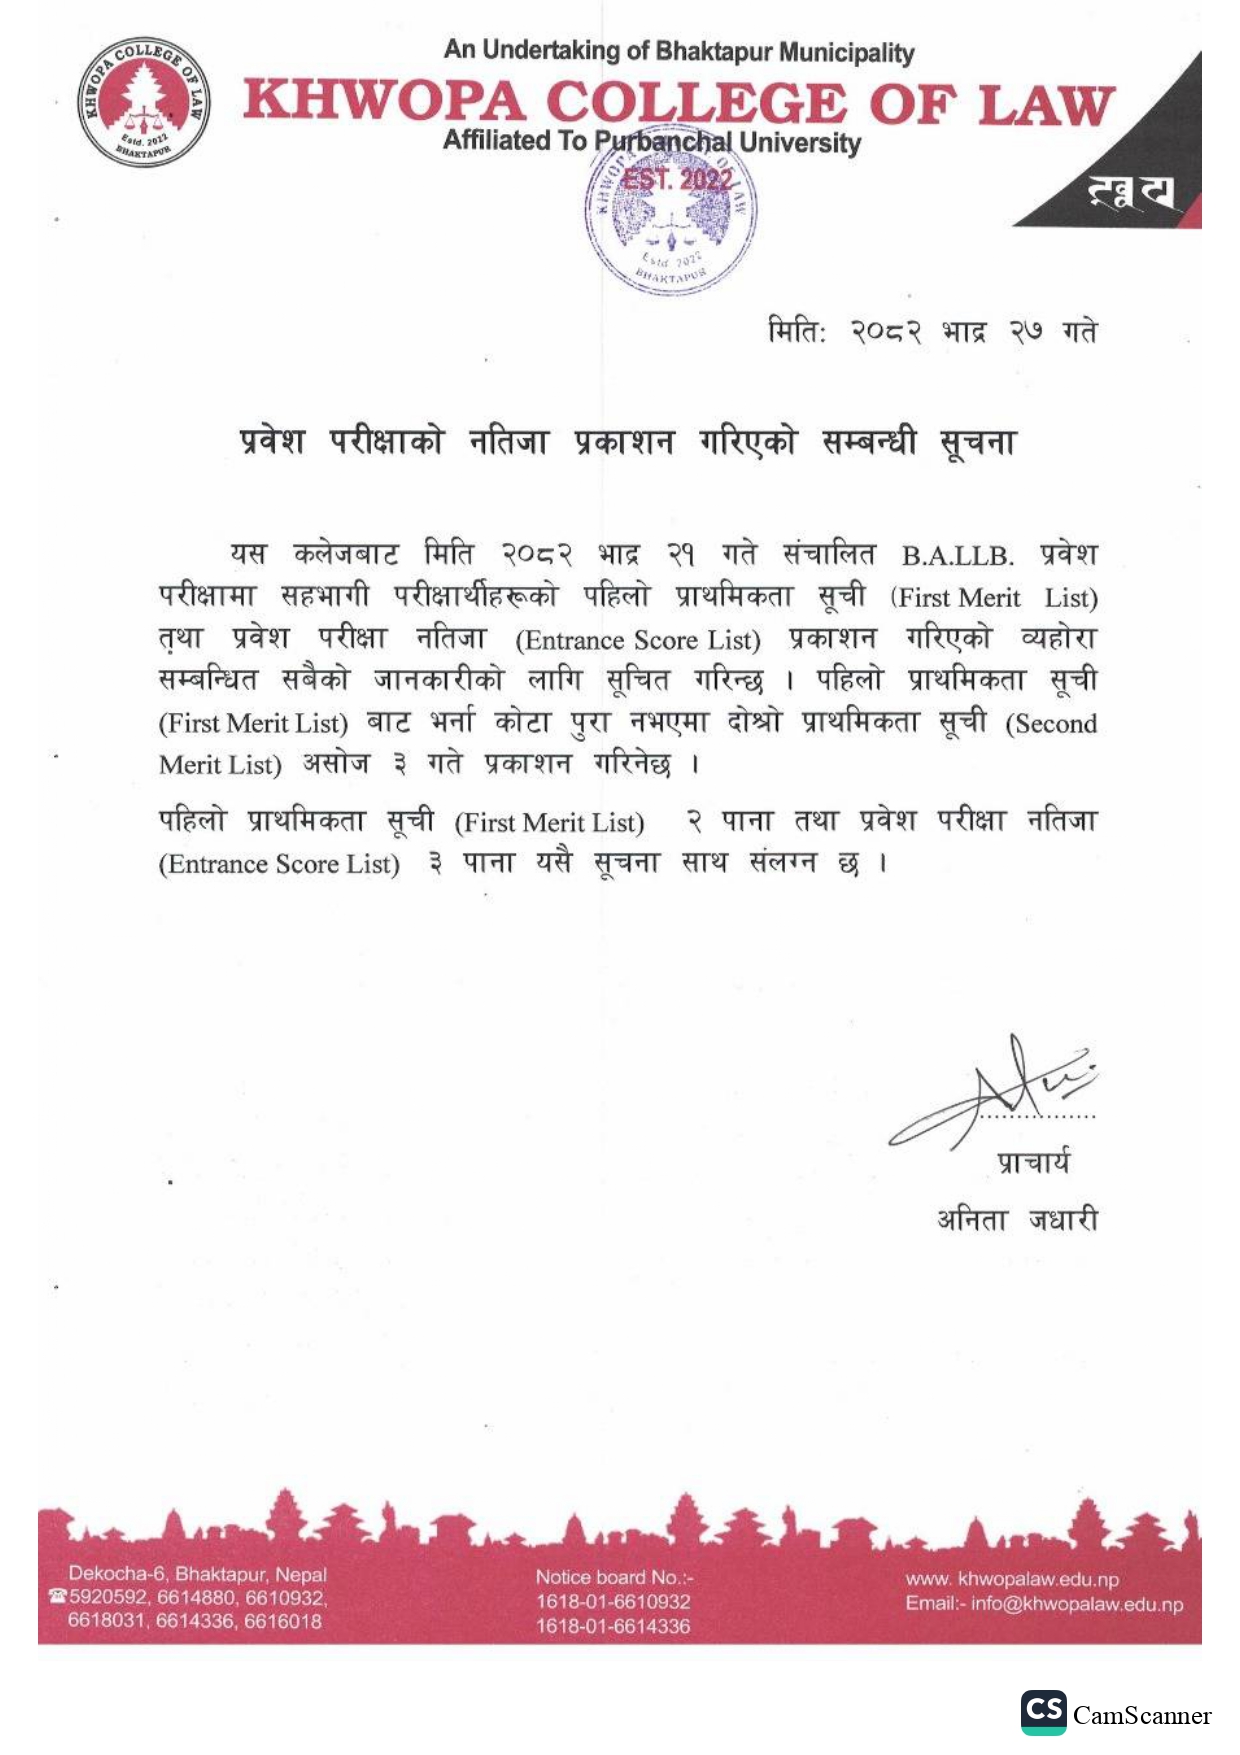 An Undertaking of Bhaktapur Municipality
KHWOPA COLLEGE OF LAW
Affiliated To Purbanchal University
EST. 2022
KHWOPA COLLEGE OF LAW
Estd. 2022
BHAKTAPUR
KHWOPA OF LAW
Estd 2022
BHAKTAPUR
मिति: २०८२ भाद्र २७ गते
प्रवेश परीक्षाको नतिजा प्रकाशन गरिएको सम्बन्धी सूचना
यस कलेजबाट मिति २०८२ भाद्र २१ गते संचालित B.A.LLB. प्रवेश
परीक्षामा सहभागी परीक्षार्थीहरूको पहिलो प्राथमिकता सूची (First Merit List)
तथा प्रवेश परीक्षा नतिजा (Entrance Score List) प्रकाशन गरिएको व्यहोरा
सम्बन्धित सबैको जानकारीको लागि सूचित गरिन्छ । पहिलो प्राथमिकता सूची
(First Merit List) बाट भर्ना कोटा पुरा नभएमा दोश्रो प्राथमिकता सूची (Second
Merit List) असोज ३ गते प्रकाशन गरिनेछ ।
पहिलो प्राथमिकता सूची (First Merit List) २ पाना तथा प्रवेश परीक्षा नतिजा
(Entrance Score List) ३ पाना यसै सूचना साथ संलग्न छ ।
................
प्राचार्य
अनिता जधारी
Dekocha-6, Bhaktapur, Nepal
☎5920592, 6614880, 6610932,
6618031, 6614336, 6616018
Notice board No.:-
1618-01-6610932
1618-01-6614336
www. khwopalaw.edu.np
Email:- info@khwopalaw.edu.np
CS CamScanner